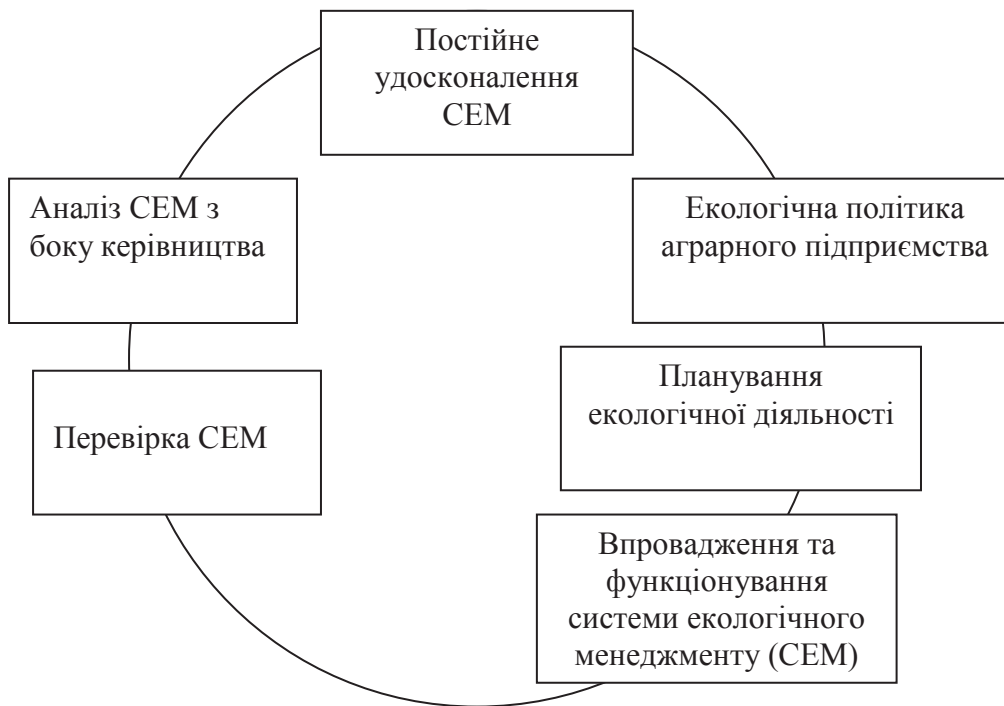 Постійне
удосконалення
СЕМ
Екологічна політика
аграрного підприємства
Планування
екологічної діяльності
Впровадження та
функціонування
системи екологічного
менеджменту (СЕМ)
Перевірка СЕМ
Аналіз СЕМ з
боку керівництва